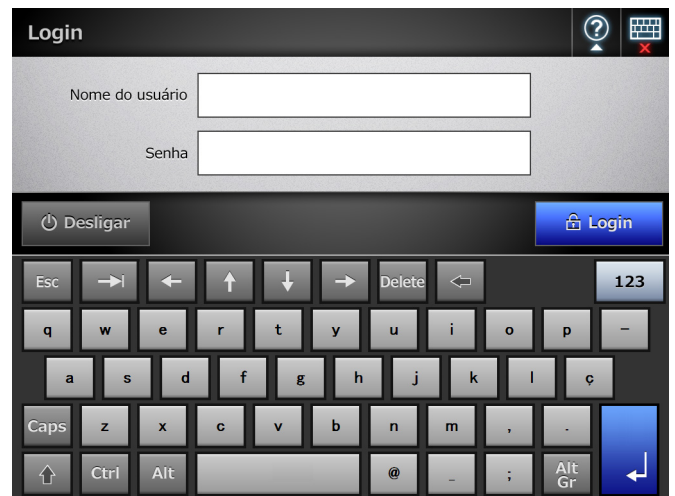 Login
?
Nome do usuário
Senha
Desligar
Login
Esc
Delete
123
q w e r t y u i o p -
a s d f g h j k l ç
Caps z x c v b n m , .
Ctrl Alt @ _ ; Alt Gr